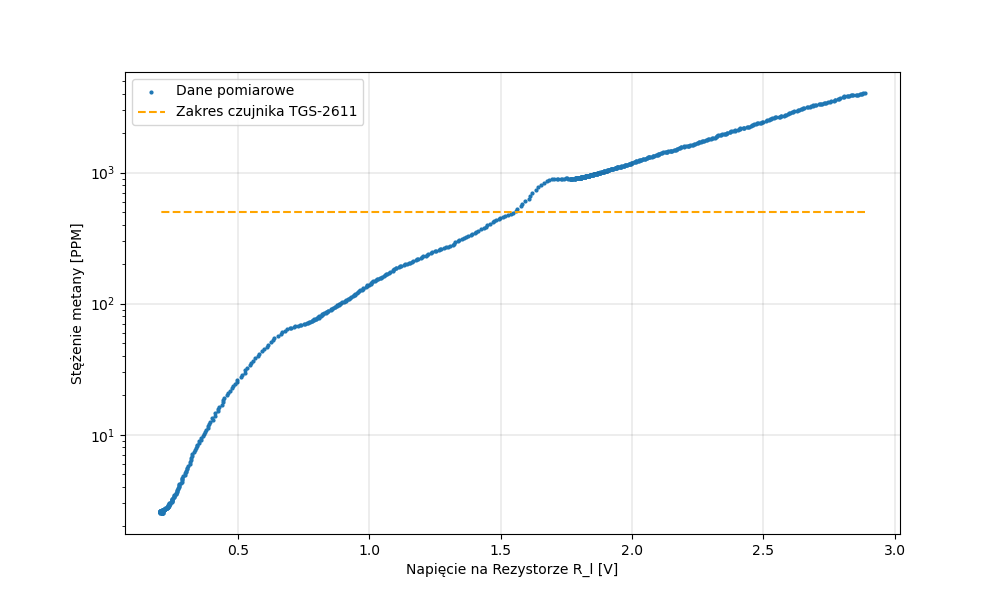 Dane pomiarowe
Zakres czujnika TGS-2611
Stężenie metany [PPM]
10³
10²
10¹
0.5 1.0 1.5 2.0 2.5 3.0
Napięcie na Rezystorze R_l [V]